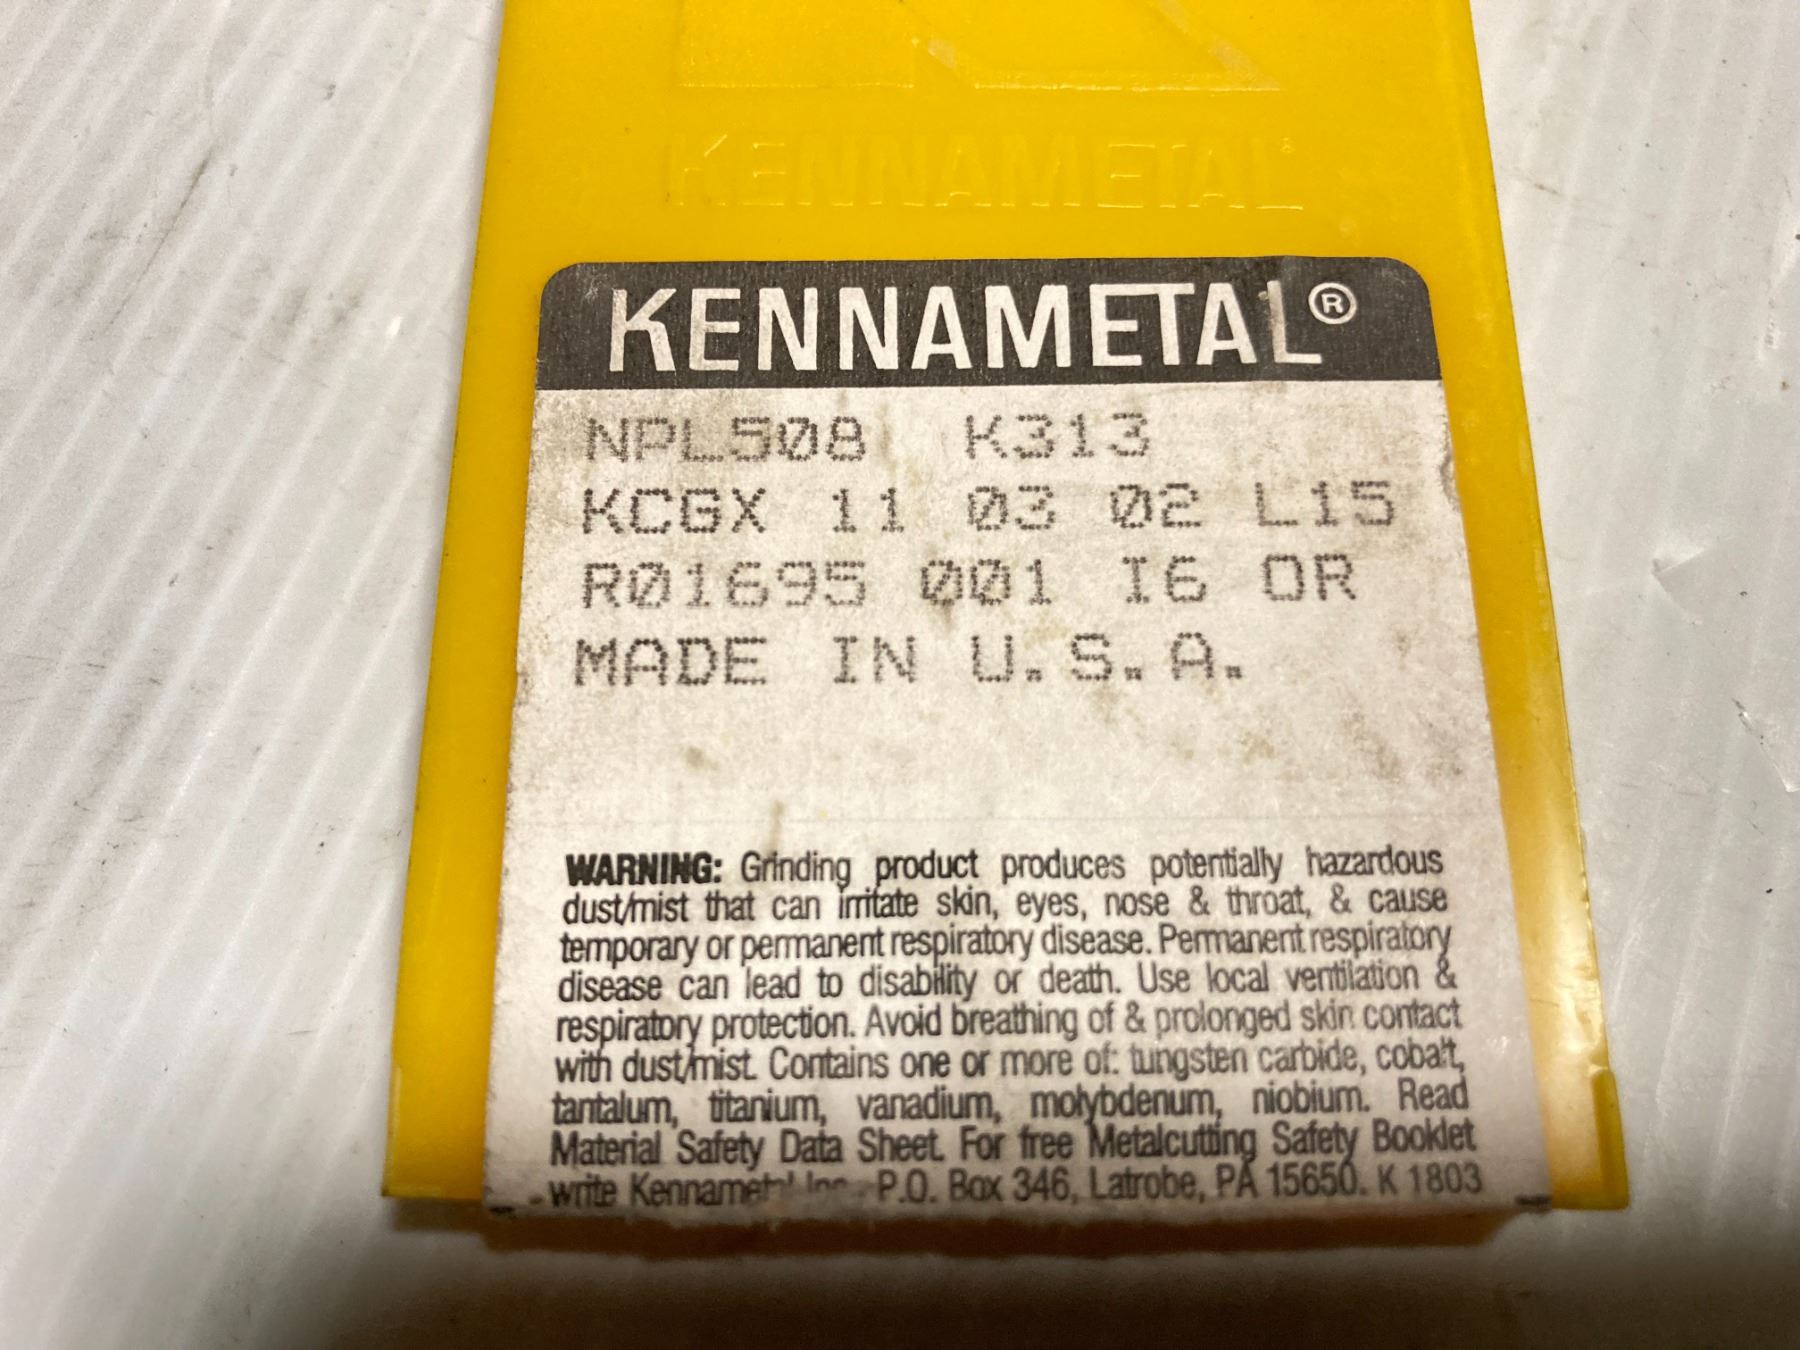 KENNAMETAL
KENNAMETAL®
NPL508 K313
KCGX 11 03 02 L15
R01695 001 I6 OR
MADE IN U.S.A.
WARNING: Grinding product produces potentially hazardous
dust/mist that can irritate skin, eyes, nose & throat, & cause
temporary or permanent respiratory disease. Permanent respiratory
disease can lead to disability or death. Use local ventilation &
respiratory protection. Avoid breathing of & prolonged skin contact
with dust/mist. Contains one or more of: tungsten carbide, cobalt,
tantalum, titanium, vanadium, molybdenum, niobium. Read
Material Safety Data Sheet. For free Metalcutting Safety Booklet
write Kennametal Inc., P.O. Box 346, Latrobe, PA 15650. K 1803